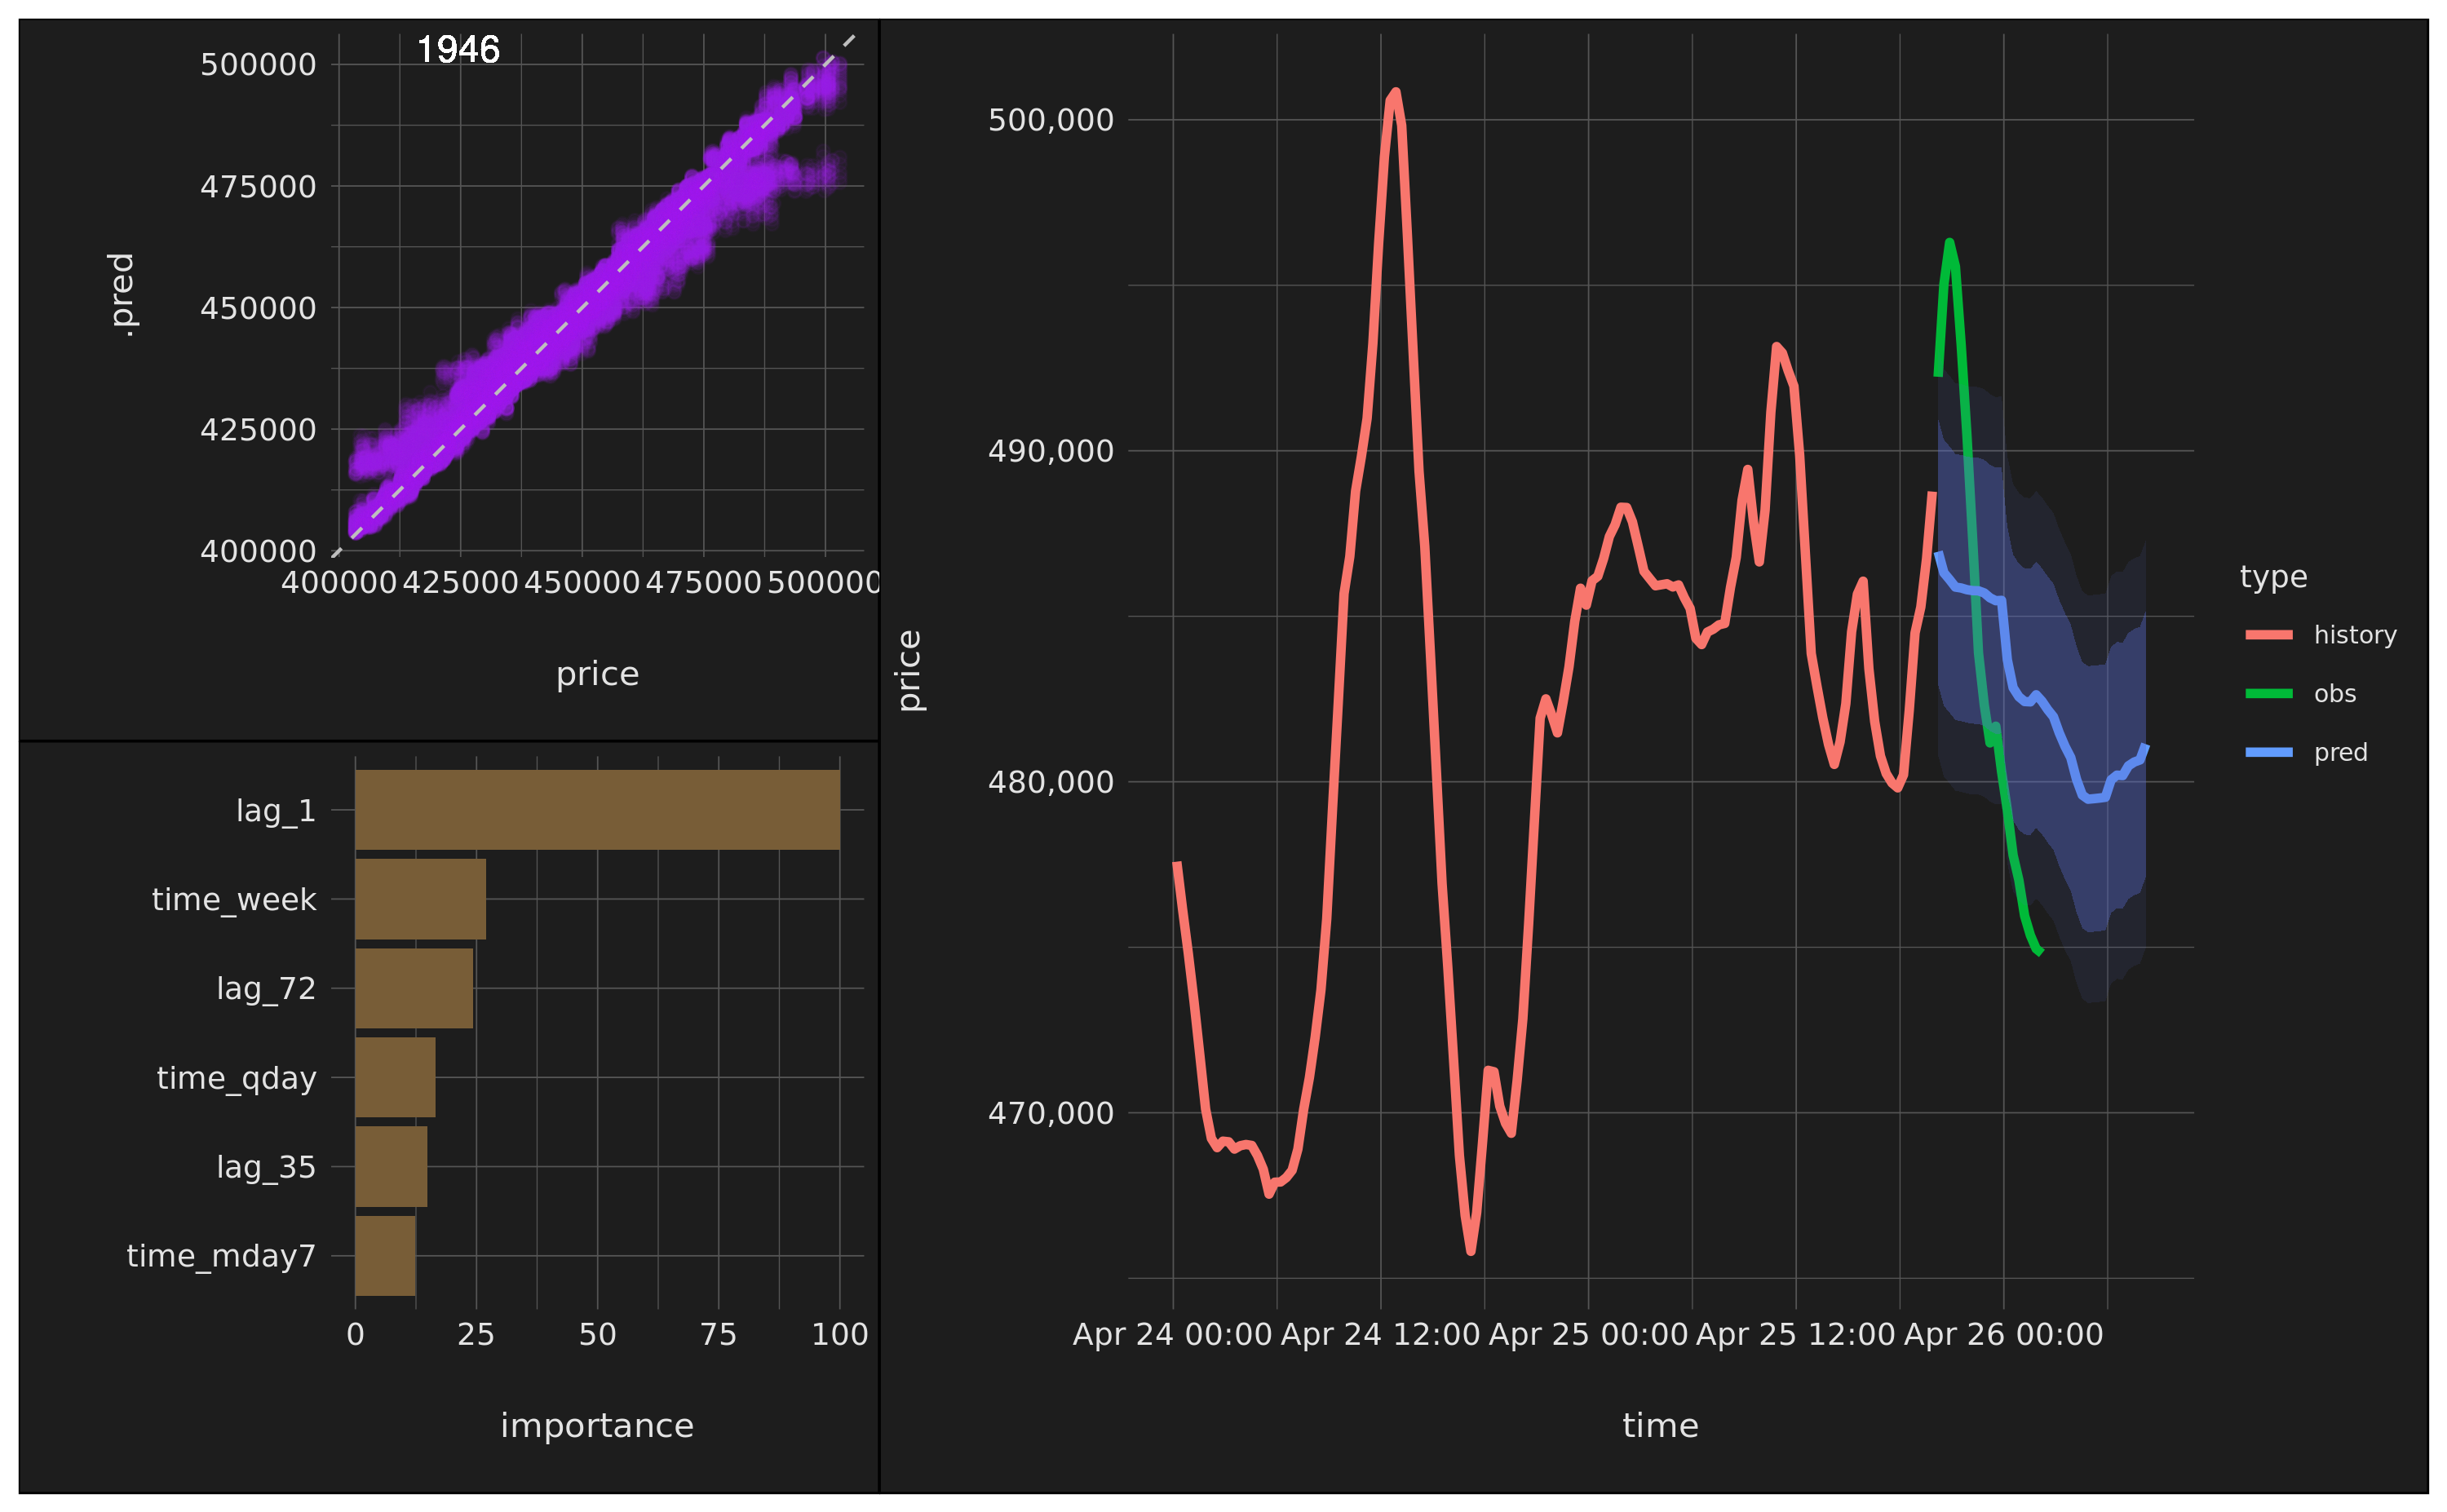 1946
500000
475000
450000
425000
400000
.pred
400000 425000 450000 475000 500000
price
lag_1
time_week
lag_72
time_qday
lag_35
time_mday7
0 25 50 75 100
importance
500,000
490,000
480,000
470,000
price
Apr 24 00:00 Apr 24 12:00 Apr 25 00:00 Apr 25 12:00 Apr 26 00:00
time
type
history
obs
pred